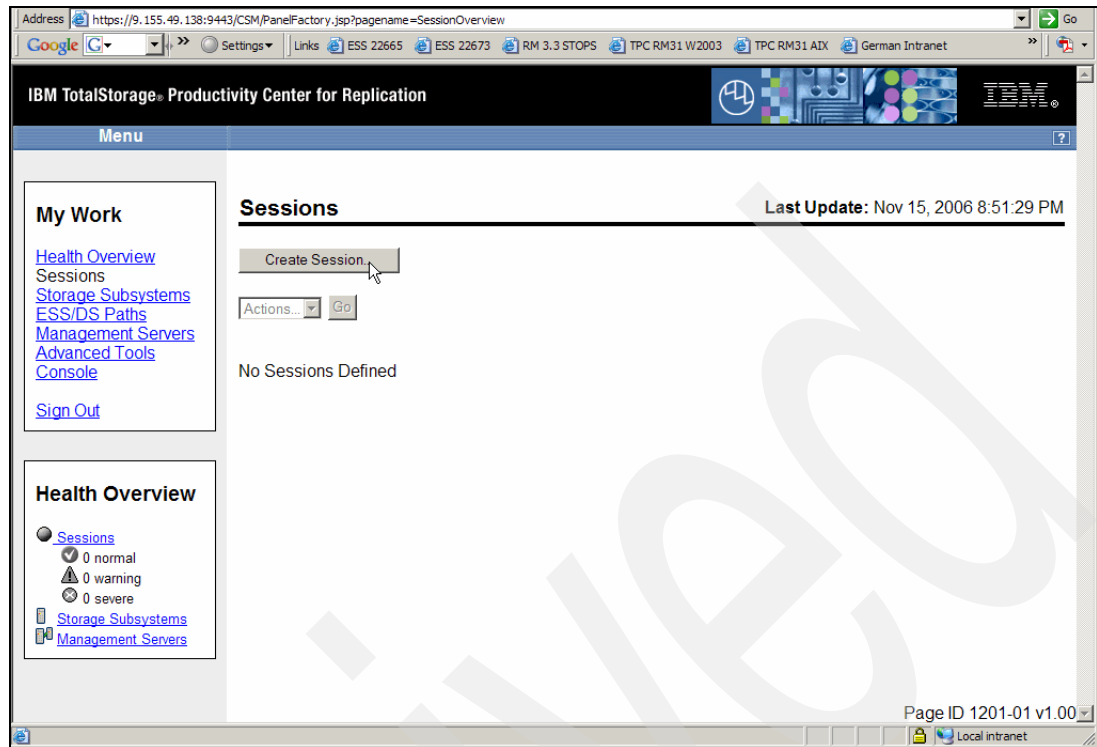 Address https://9.155.49.138:9443/CSM/PanelFactory.jsp?pagename=SessionOverview Go
Google G Settings Links ESS 22665 ESS 22673 RM 3.3 STOPS TPC RM31 W2003 TPC RM31 AIX German Intranet
IBM TotalStorage® Productivity Center for Replication IBM®
Menu ?
My Work
Health Overview
Sessions
Storage Subsystems
ESS/DS Paths
Management Servers
Advanced Tools
Console
Sign Out
Health Overview
Sessions
0 normal
0 warning
0 severe
Storage Subsystems
Management Servers
Sessions Last Update: Nov 15, 2006 8:51:29 PM
Create Session...
Actions... Go
No Sessions Defined
Page ID 1201-01 v1.00
Local intranet